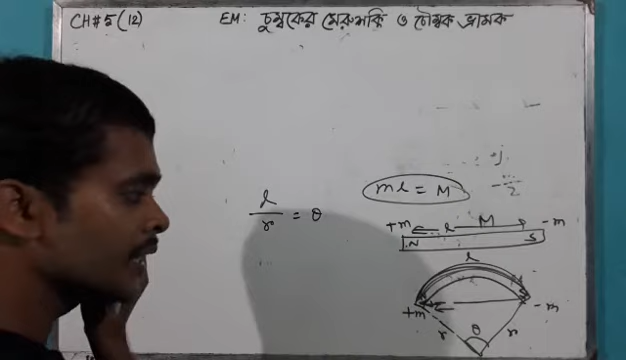 CH#5(12) EM: চুম্বকের মেরুশক্তি ও চৌম্বক ভ্রামক
ml = M
l/r = θ
+m l M -m
N S
l
+m -m
r θ r